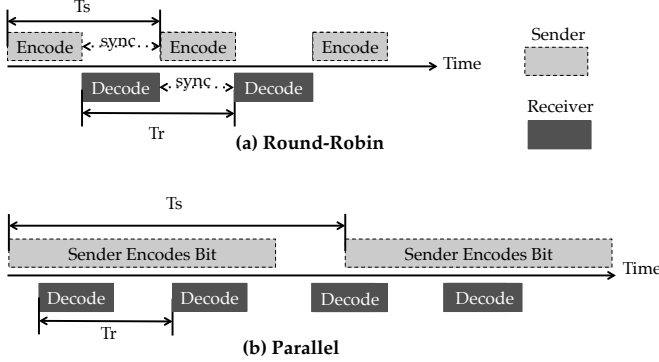 Ts
Encode sync Encode Encode
Time
Decode sync Decode
Tr
(a) Round-Robin
Sender
Receiver
Ts
Sender Encodes Bit Sender Encodes Bit
Time
Decode Decode Decode Decode
Tr
(b) Parallel